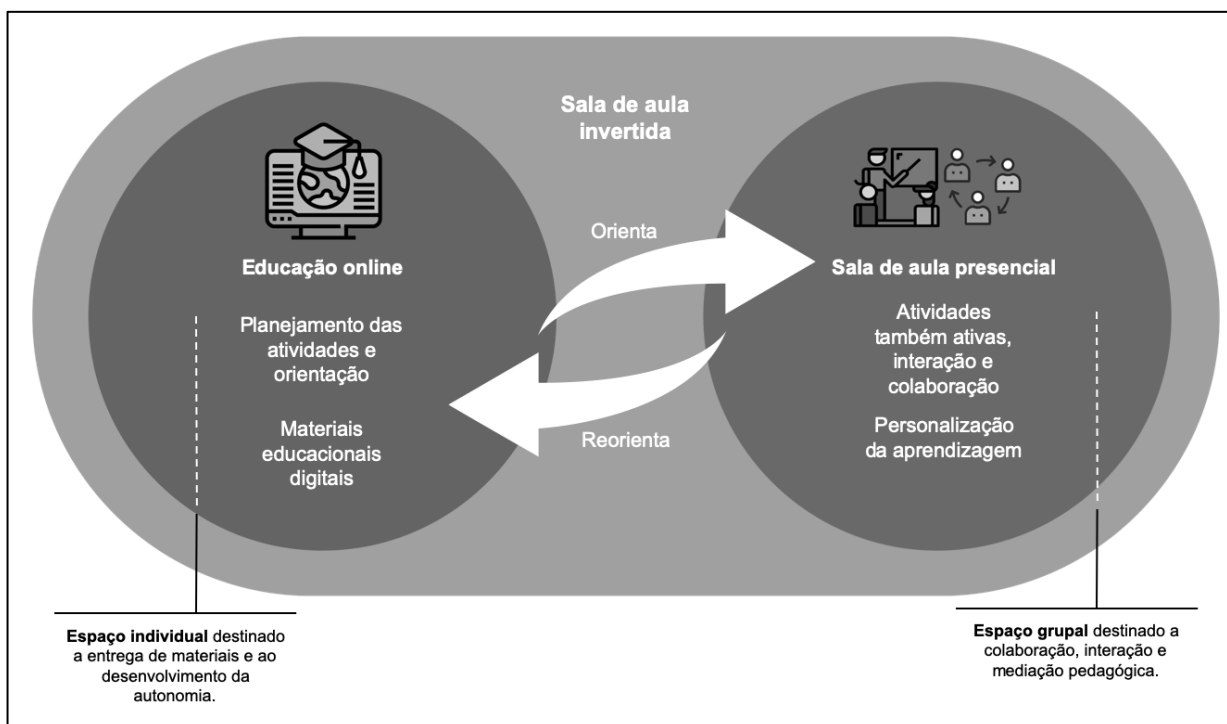 Sala de aula
invertida
Educação online
Planejamento das
atividades e
orientação
Materiais
educacionais
digitais
Orienta
Reorienta
Sala de aula presencial
Atividades
também ativas,
interação e
colaboração
Personalização
da aprendizagem
Espaço individual destinado
a entrega de materiais e ao
desenvolvimento da
autonomia.
Espaço grupal destinado a
colaboração, interação e
mediação pedagógica.